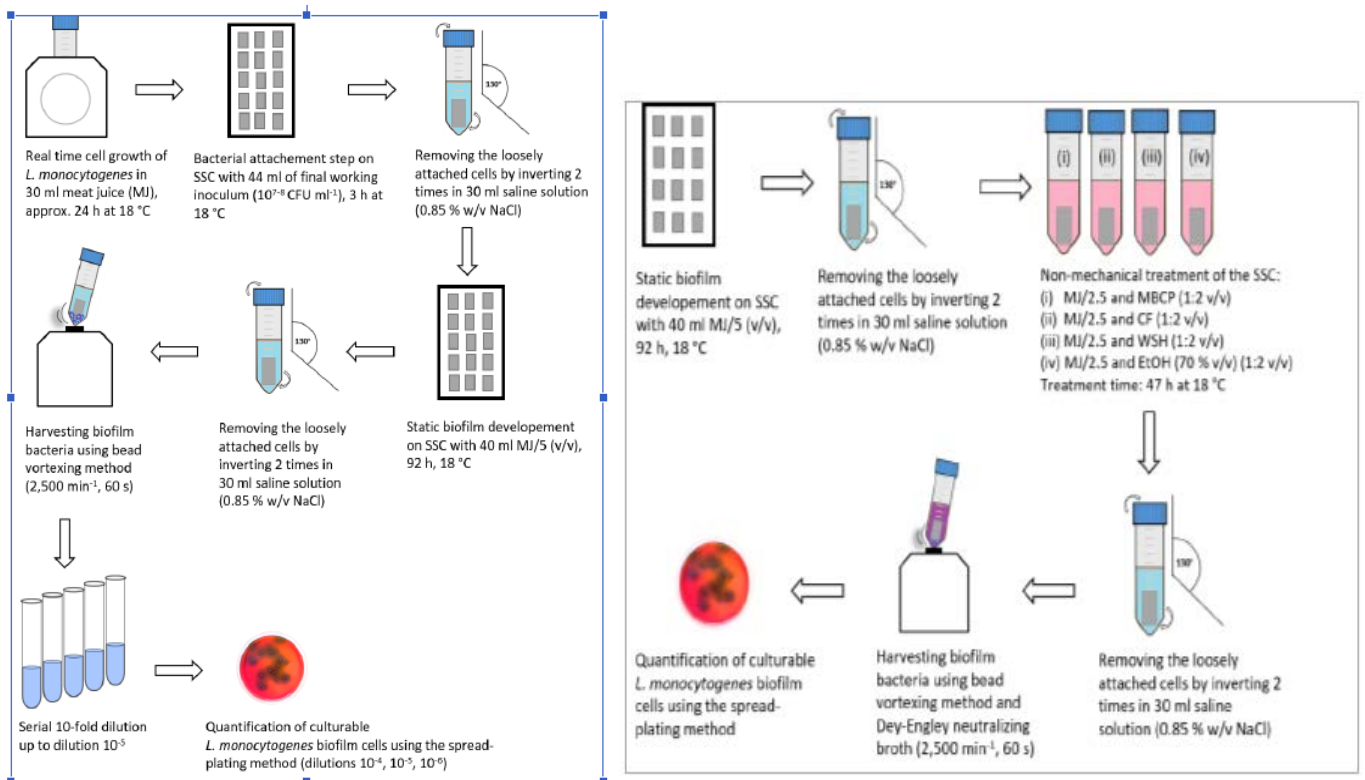 130°
Real time cell growth of
L. monocytogenes in
30 ml meat juice (MJ),
approx. 24 h at 18 °C
Bacterial attachement step on
SSC with 44 ml of final working
inoculum (10⁷⁻⁸ CFU ml⁻¹), 3 h at
18 °C
Removing the loosely
attached cells by inverting 2
times in 30 ml saline solution
(0.85 % w/v NaCl)
130°
Harvesting biofilm
bacteria using bead
vortexing method
(2,500 min⁻¹, 60 s)
Removing the loosely
attached cells by
inverting 2 times in
30 ml saline solution
(0.85 % w/v NaCl)
Static biofilm developement
on SSC with 40 ml MJ/5 (v/v),
92 h, 18 °C
Serial 10-fold dilution
up to dilution 10⁻⁵
Quantification of culturable
L. monocytogenes biofilm cells using the spread-
plating method (dilutions 10⁻⁴, 10⁻⁵, 10⁻⁶)
130°
(i) (ii) (iii) (iv)
Static biofilm
developement on SSC
with 40 ml MJ/5 (v/v),
92 h, 18 °C
Removing the loosely
attached cells by inverting 2
times in 30 ml saline solution
(0.85 % w/v NaCl)
Non-mechanical treatment of the SSC:
(i) MJ/2.5 and MBCP (1:2 v/v)
(ii) MJ/2.5 and CF (1:2 v/v)
(iii) MJ/2.5 and WSH (1:2 v/v)
(iv) MJ/2.5 and EtOH (70 % v/v) (1:2 v/v)
Treatment time: 47 h at 18 °C
130°
Quantification of culturable
L. monocytogenes biofilm
cells using the spread-
plating method
Harvesting biofilm
bacteria using bead
vortexing method and
Dey-Engley neutralizing
broth (2,500 min⁻¹, 60 s)
Removing the loosely
attached cells by inverting 2
times in 30 ml saline
solution (0.85 % w/v NaCl)